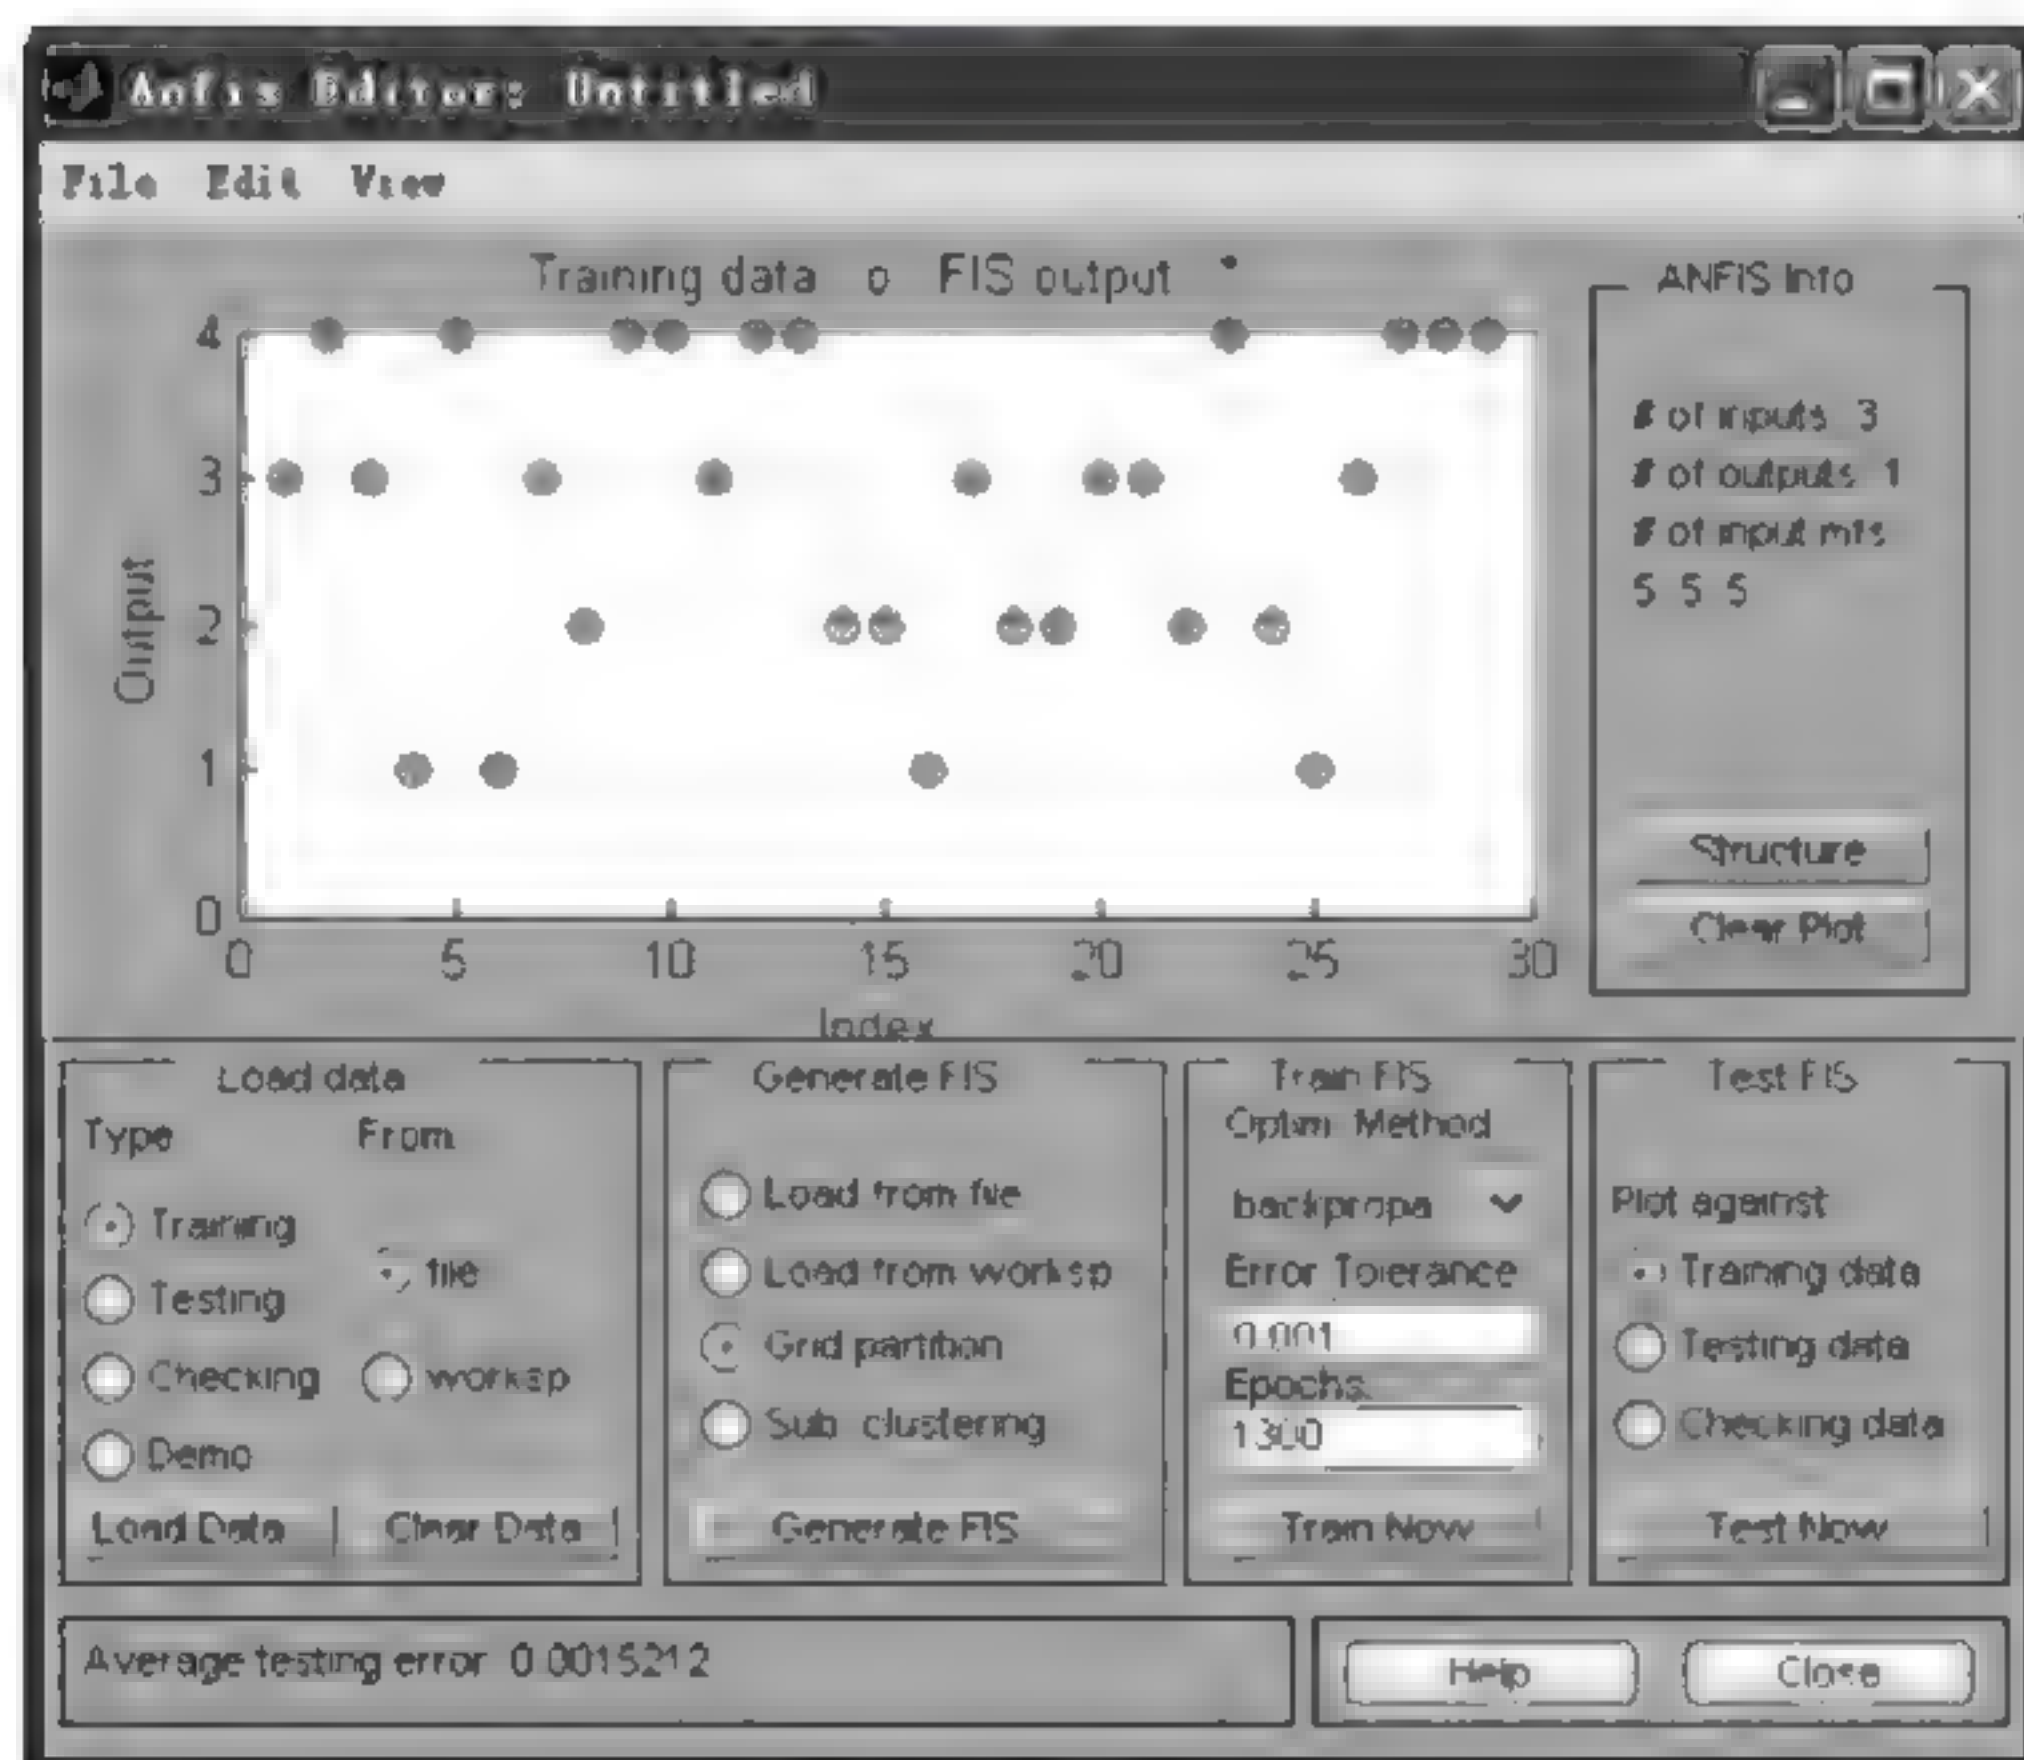 Anfis Editor: Untitled
File Edit View
Training data o FIS output *
4
3
2
1
0
Output
0 5 10 15 20 25 30
Index
ANFIS Info
# of inputs 3
# of outputs 1
# of input mfs
5 5 5
Structure
Clear Plot
Load data
Type From
Training
Testing
Checking
Demo
file
worksp
Load Data Clear Data
Generate FIS
Load from file
Load from worksp
Grid partition
Sub clustering
Generate FIS
Train FIS
Optim Method
backpropa
Error Tolerance
0.001
Epochs
1300
Train Now
Test FIS
Plot against
Training data
Testing data
Checking data
Test Now
Average testing error 0.0015212
Help Close